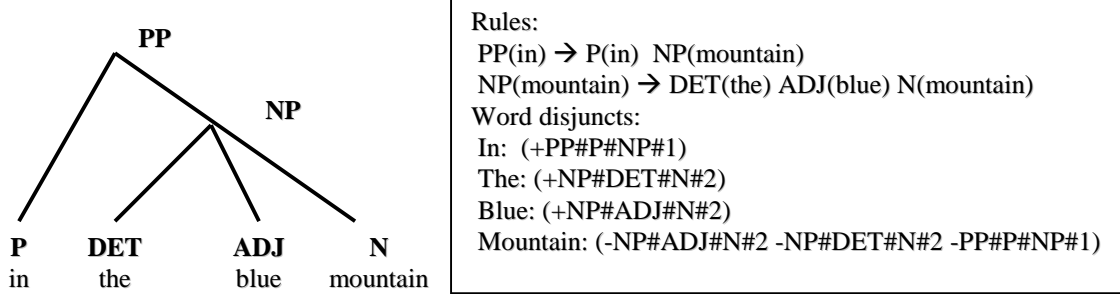 PP
NP
P DET ADJ N
in the blue mountain
Rules:
PP(in) → P(in) NP(mountain)
NP(mountain) → DET(the) ADJ(blue) N(mountain)
Word disjuncts:
In: (+PP#P#NP#1)
The: (+NP#DET#N#2)
Blue: (+NP#ADJ#N#2)
Mountain: (-NP#ADJ#N#2 -NP#DET#N#2 -PP#P#NP#1)